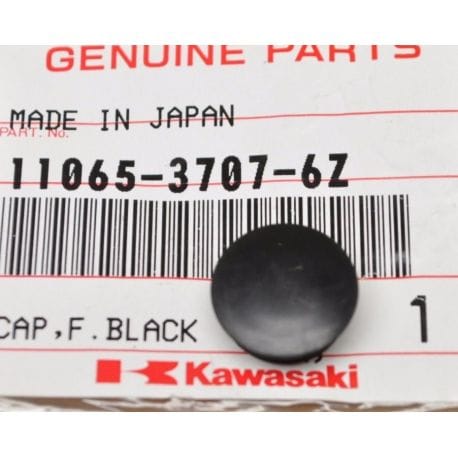 GENUINE PARTS
MADE IN JAPAN
PART. No.
11065-3707-6Z
CAP,F.BLACK 1
Kawasaki